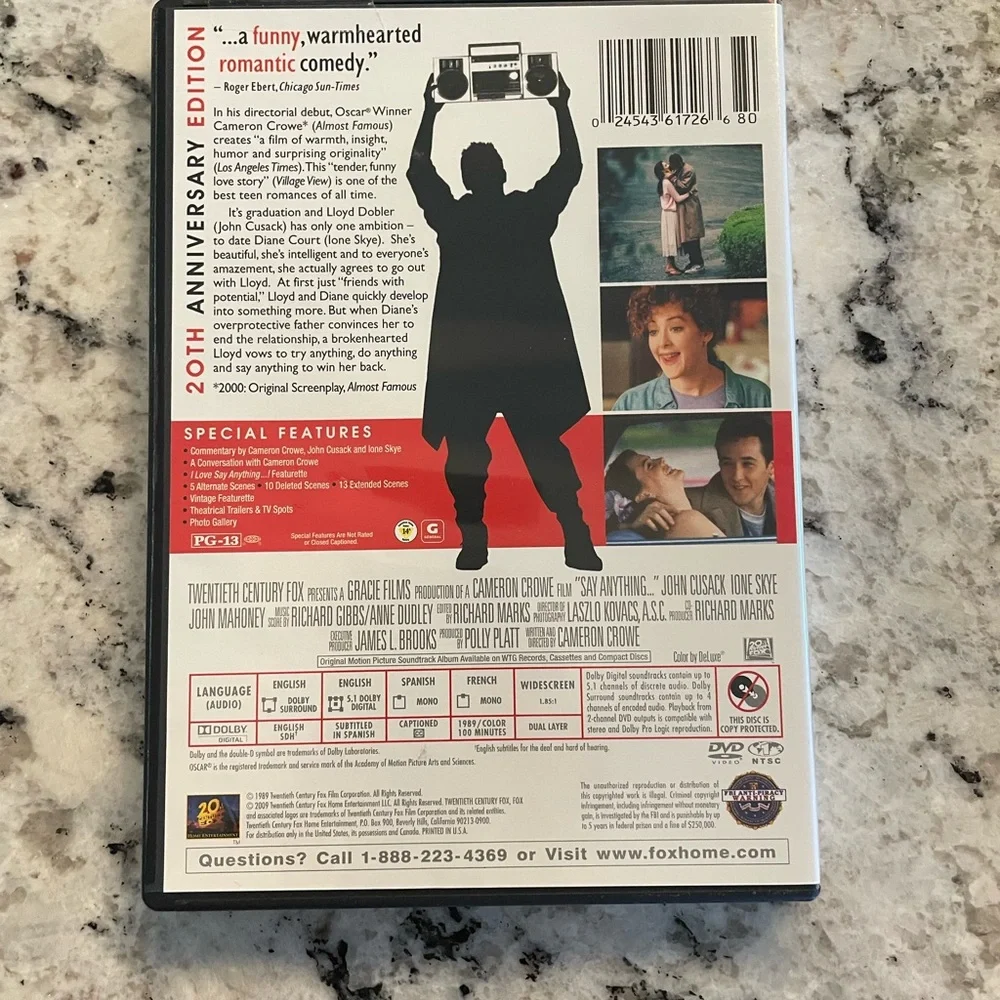 20TH ANNIVERSARY EDITION
“...a funny, warmhearted
romantic comedy.”
– Roger Ebert, Chicago Sun-Times
In his directorial debut, Oscar® Winner
Cameron Crowe* (Almost Famous)
creates “a film of warmth, insight,
humor and surprising originality”
(Los Angeles Times). This “tender, funny
love story” (Village View) is one of the
best teen romances of all time.
It's graduation and Lloyd Dobler
(John Cusack) has only one ambition –
to date Diane Court (Ione Skye). She's
beautiful, she's intelligent and to everyone's
amazement, she actually agrees to go out
with Lloyd. At first just “friends with
potential,” Lloyd and Diane quickly develop
into something more. But when Diane's
overprotective father convinces her to
end the relationship, a brokenhearted
Lloyd vows to try anything, do anything
and say anything to win her back.
*2000: Original Screenplay, Almost Famous
0 24543 61726 6 80
SPECIAL FEATURES
• Commentary by Cameron Crowe, John Cusack and Ione Skye
• A Conversation with Cameron Crowe
• I Love Say Anything...! Featurette
• 5 Alternate Scenes • 10 Deleted Scenes • 13 Extended Scenes
• Vintage Featurette
• Theatrical Trailers & TV Spots
• Photo Gallery
PG-13
Special Features Are Not Rated
or Closed Captioned.
14+
G
TWENTIETH CENTURY FOX PRESENTS A GRACIE FILMS PRODUCTION OF A CAMERON CROWE FILM "SAY ANYTHING..." JOHN CUSACK IONE SKYE
JOHN MAHONEY MUSIC SCORE BY RICHARD GIBBS/ANNE DUDLEY EDITED BY RICHARD MARKS DIRECTOR OF PHOTOGRAPHY LASZLO KOVACS, A.S.C. CO-PRODUCER RICHARD MARKS
EXECUTIVE PRODUCER JAMES L. BROOKS PRODUCED BY POLLY PLATT WRITTEN AND DIRECTED BY CAMERON CROWE
Original Motion Picture Soundtrack Album Available on WTG Records, Cassettes and Compact Discs
Color by DeLuxe®
LANGUAGE (AUDIO)
ENGLISH DOLBY SURROUND
ENGLISH 5.1 DOLBY DIGITAL
SPANISH MONO
FRENCH MONO
WIDESCREEN 1.85:1
DOLBY DIGITAL
ENGLISH SDH†
SUBTITLED IN SPANISH
CAPTIONED
1989/COLOR 100 MINUTES
DUAL LAYER
Dolby Digital soundtracks contain up to
5.1 channels of discrete audio. Dolby
Surround soundtracks contain up to 4
channels of encoded audio. Playback from
2-channel DVD outputs is compatible with
stereo and Dolby Pro Logic reproduction.
THIS DISC IS
COPY PROTECTED.
Dolby and the double-D symbol are trademarks of Dolby Laboratories.
†English subtitles for the deaf and hard of hearing.
OSCAR® is the registered trademark and service mark of the Academy of Motion Picture Arts and Sciences.
DVD VIDEO
NTSC
© 1989 Twentieth Century Fox Film Corporation. All Rights Reserved.
© 2009 Twentieth Century Fox Home Entertainment LLC. All Rights Reserved. TWENTIETH CENTURY FOX, FOX
and associated logos are trademarks of Twentieth Century Fox Film Corporation and its related entities.
Twentieth Century Fox Home Entertainment, P.O. Box 900, Beverly Hills, California 90213-0900.
For distribution only in the United States, its possessions and Canada. PRINTED IN U.S.A.
HOME ENTERTAINMENT
TM
The unauthorized reproduction or distribution of
this copyrighted work is illegal. Criminal copyright
infringement, including infringement without monetary
gain, is investigated by the FBI and is punishable by up
to 5 years in federal prison and a fine of $250,000.
FBI ANTI-PIRACY
WARNING
Questions? Call 1-888-223-4369 or Visit www.foxhome.com